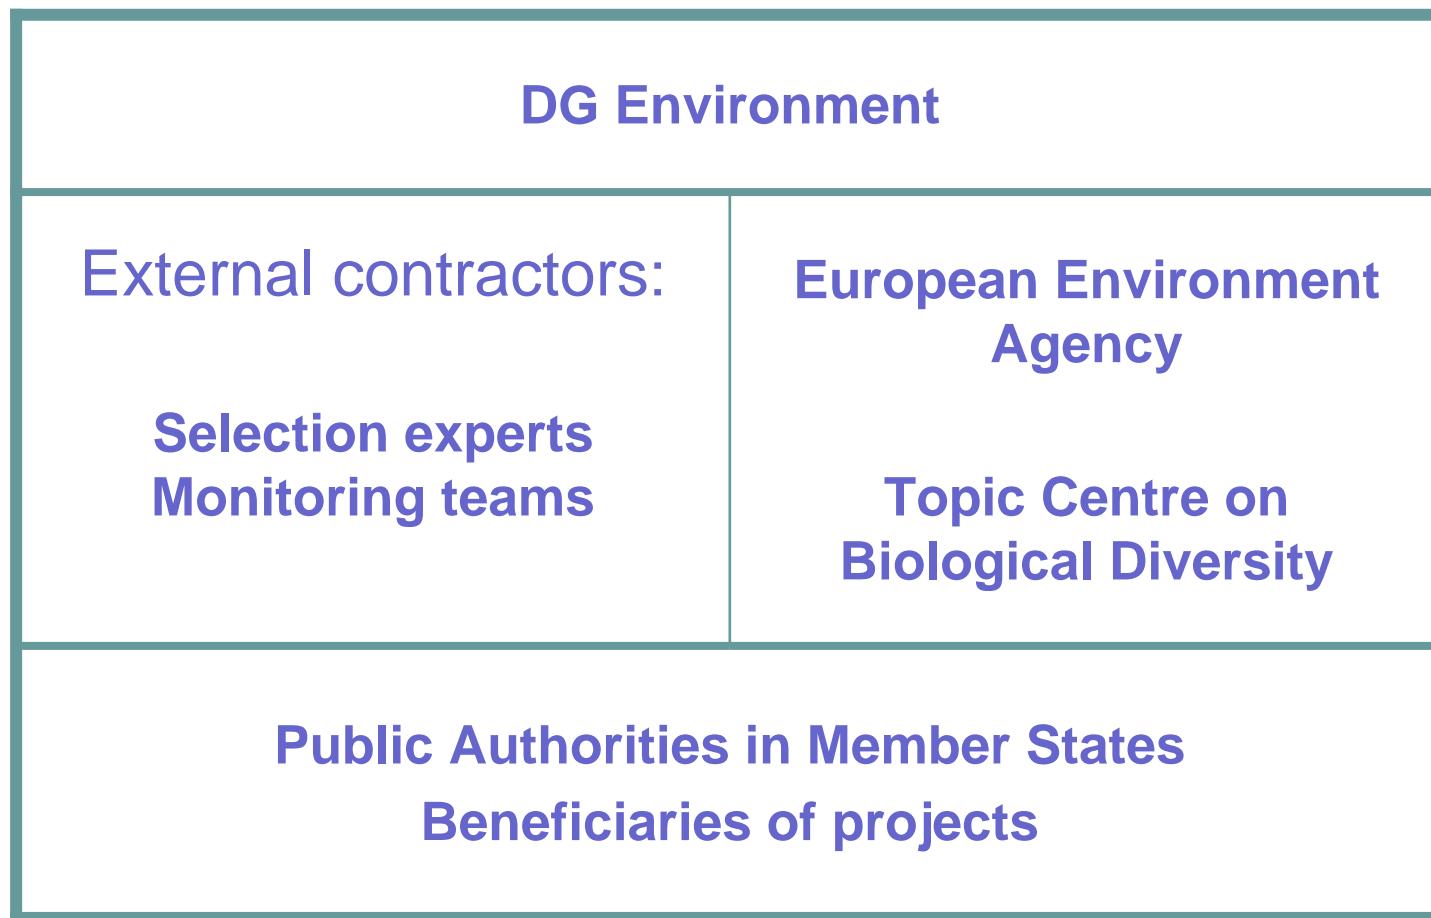 DG Environment
External contractors:
Selection experts
Monitoring teams
European Environment
Agency
Topic Centre on
Biological Diversity
Public Authorities in Member States
Beneficiaries of projects